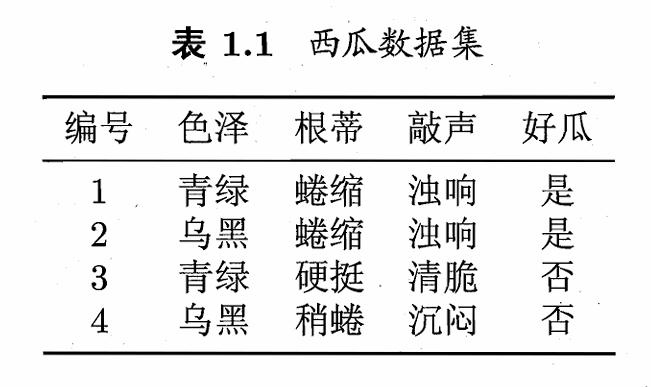 表 1.1 西瓜数据集
编号 色泽 根蒂 敲声 好瓜
1 青绿 蜷缩 浊响 是
2 乌黑 蜷缩 浊响 是
3 青绿 硬挺 清脆 否
4 乌黑 稍蜷 沉闷 否